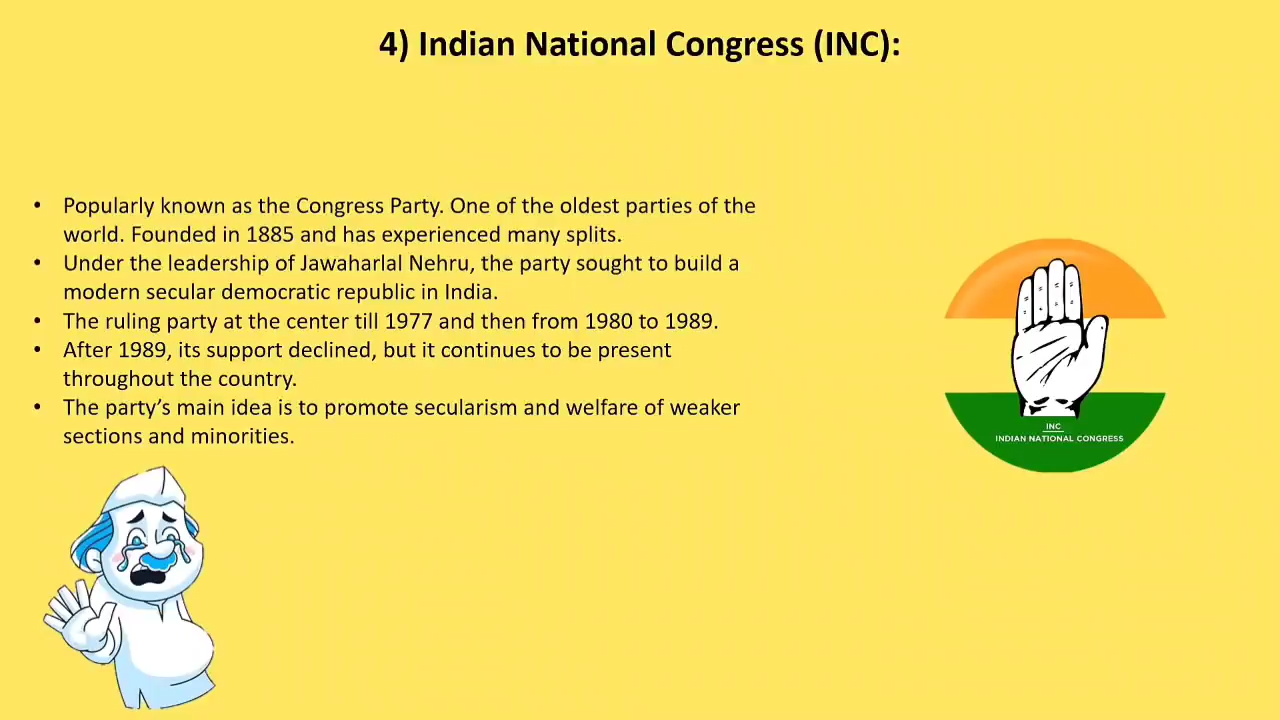 4) Indian National Congress (INC):
• Popularly known as the Congress Party. One of the oldest parties of the
world. Founded in 1885 and has experienced many splits.
• Under the leadership of Jawaharlal Nehru, the party sought to build a
modern secular democratic republic in India.
• The ruling party at the center till 1977 and then from 1980 to 1989.
• After 1989, its support declined, but it continues to be present
throughout the country.
• The party’s main idea is to promote secularism and welfare of weaker
sections and minorities.
INC
INDIAN NATIONAL CONGRESS